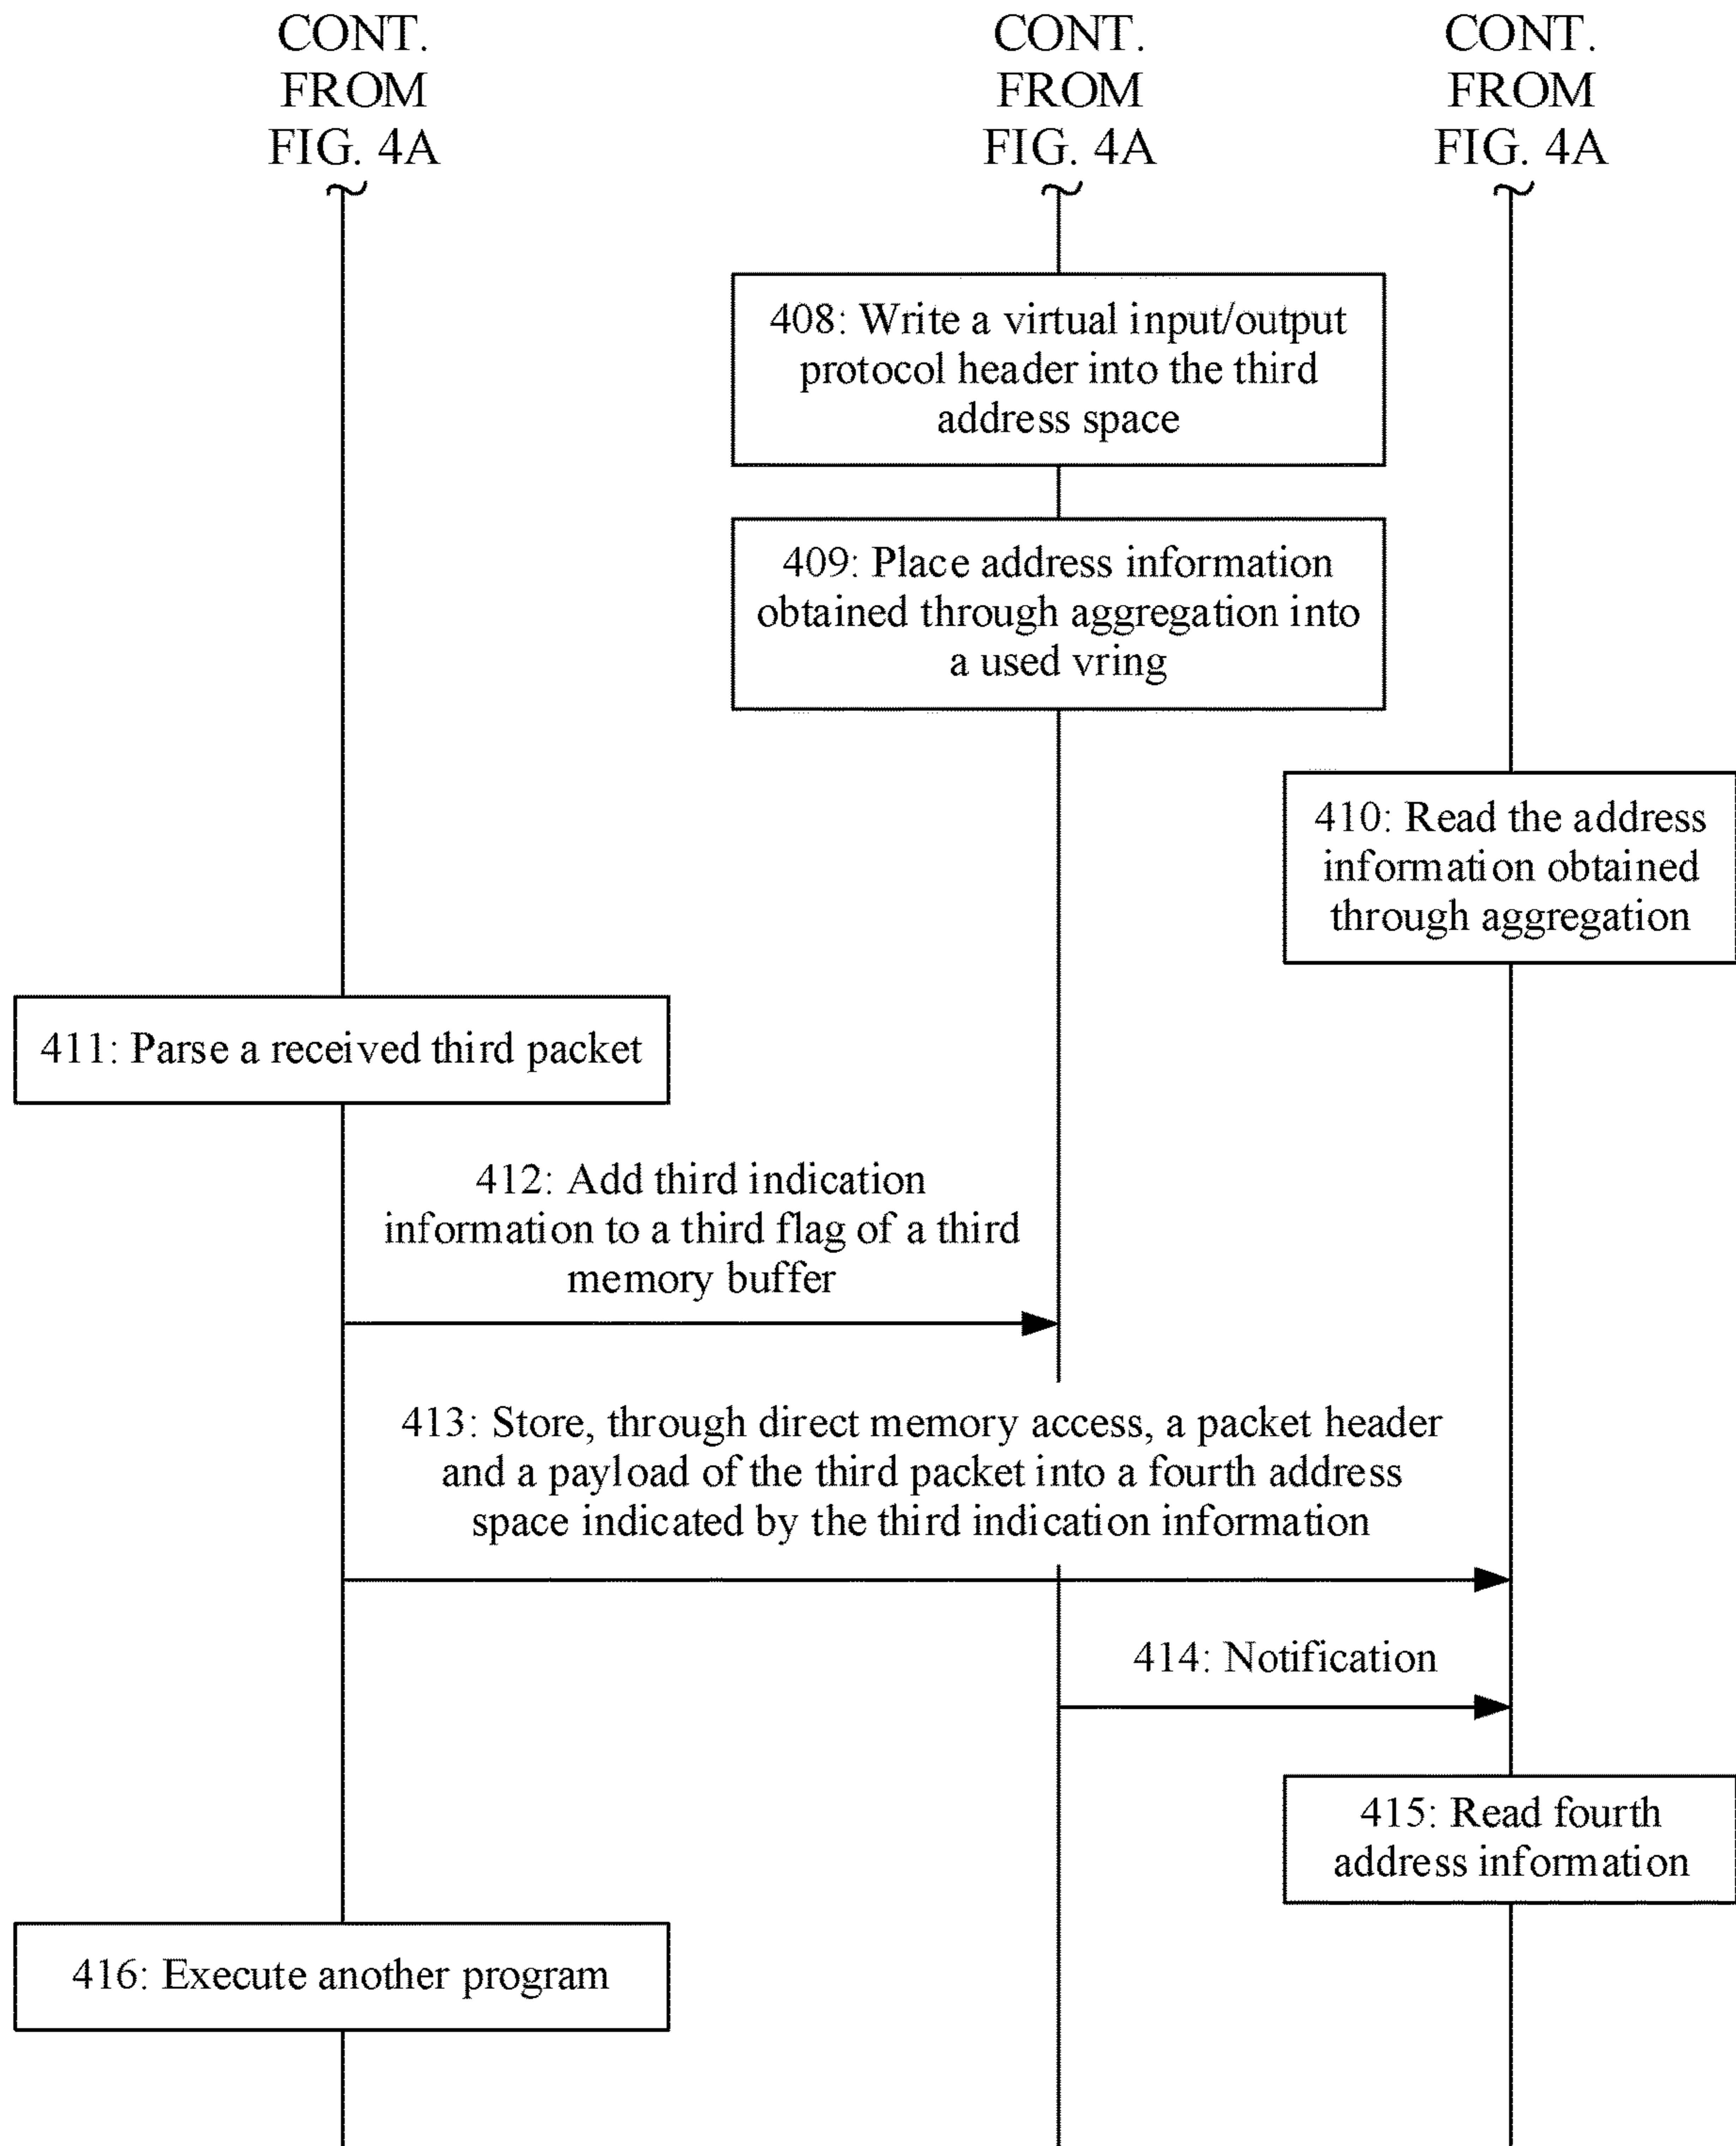 CONT.
FROM
FIG. 4A
CONT.
FROM
FIG. 4A
CONT.
FROM
FIG. 4A
408: Write a virtual input/output
protocol header into the third
address space
409: Place address information
obtained through aggregation into
a used vring
410: Read the address
information obtained
through aggregation
411: Parse a received third packet
412: Add third indication
information to a third flag of a third
memory buffer
413: Store, through direct memory access, a packet header
and a payload of the third packet into a fourth address
space indicated by the third indication information
414: Notification
415: Read fourth
address information
416: Execute another program